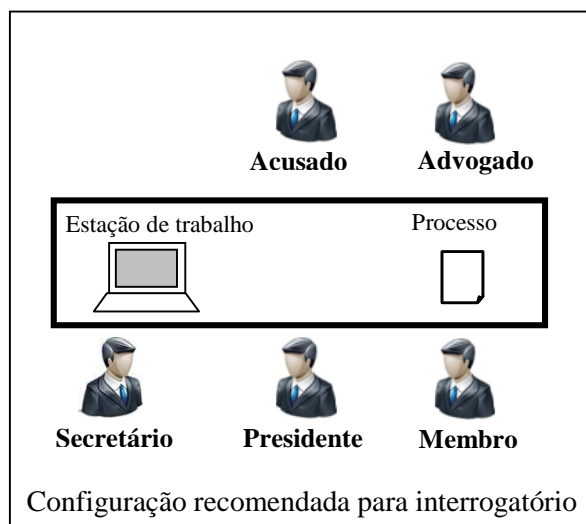 Acusado Advogado
Estação de trabalho Processo
Secretário Presidente Membro
Configuração recomendada para interrogatório